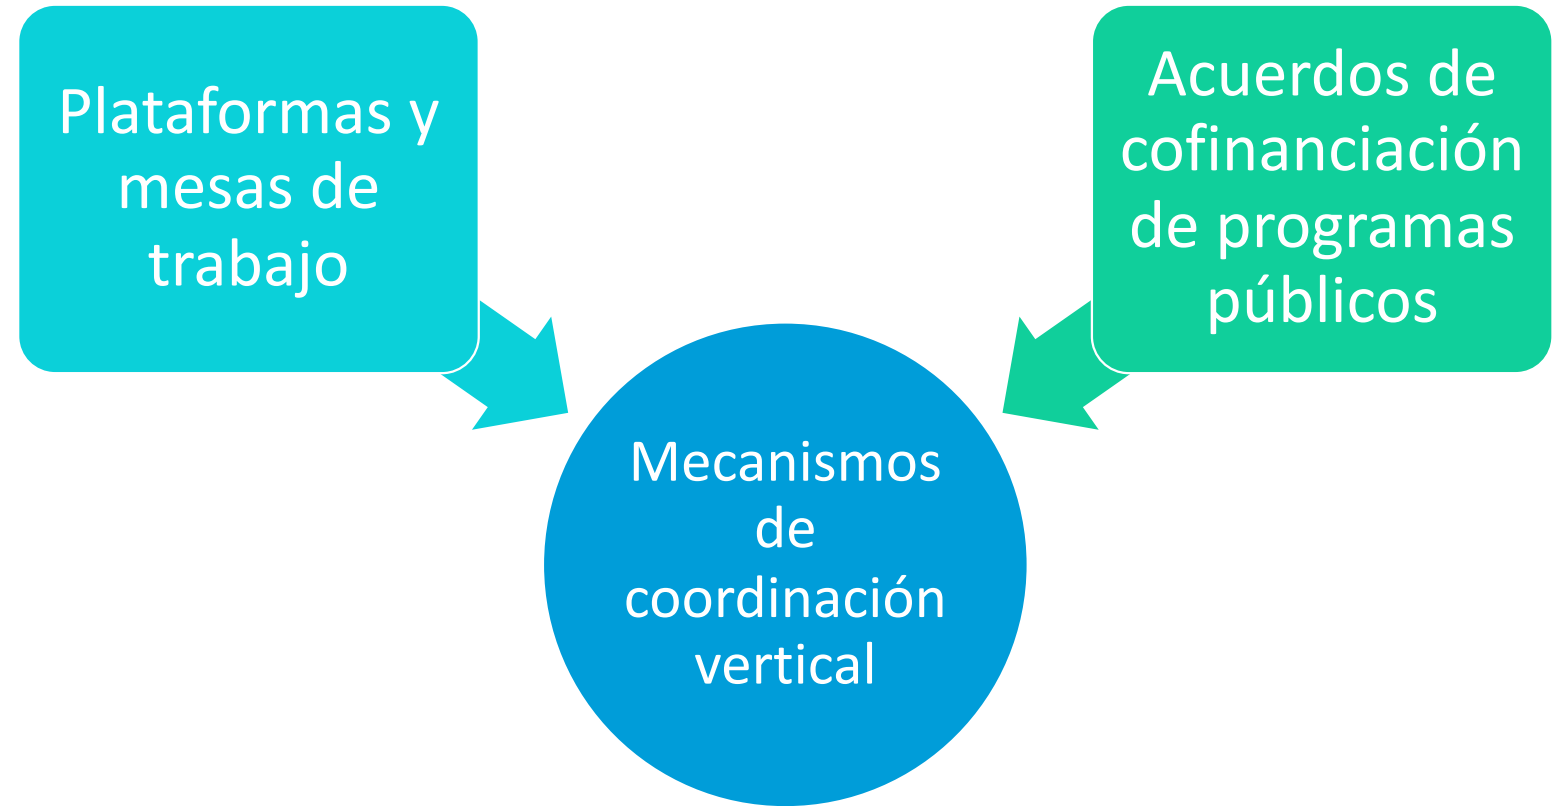 Plataformas y
mesas de
trabajo
Acuerdos de
cofinanciación
de programas
públicos
Mecanismos
de
coordinación
vertical